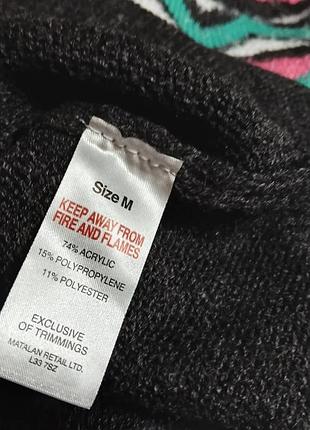 Size M
KEEP AWAY FROM
FIRE AND FLAMES
74% ACRYLIC
15% POLYPROPYLENE
11% POLYESTER
EXCLUSIVE
OF TRIMMINGS
MATALAN RETAIL LTD.
L33 7SZ